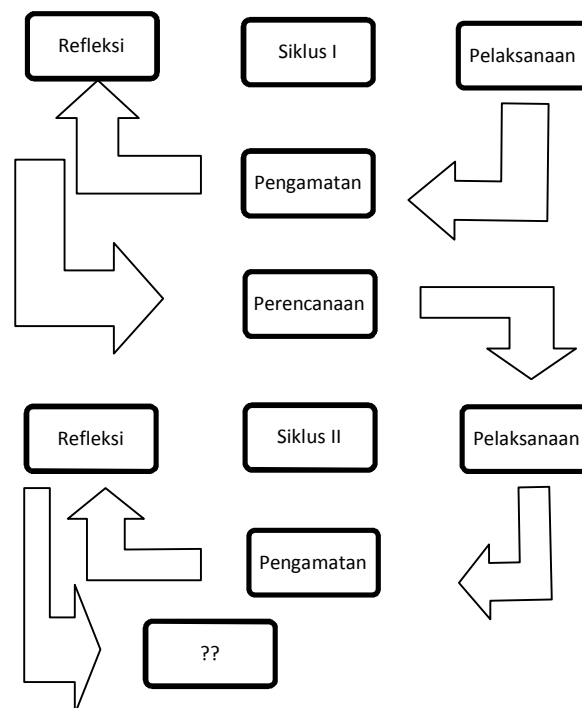 Refleksi
Siklus I
Pelaksanaan
Pengamatan
Perencanaan
Refleksi
Siklus II
Pelaksanaan
Pengamatan
??